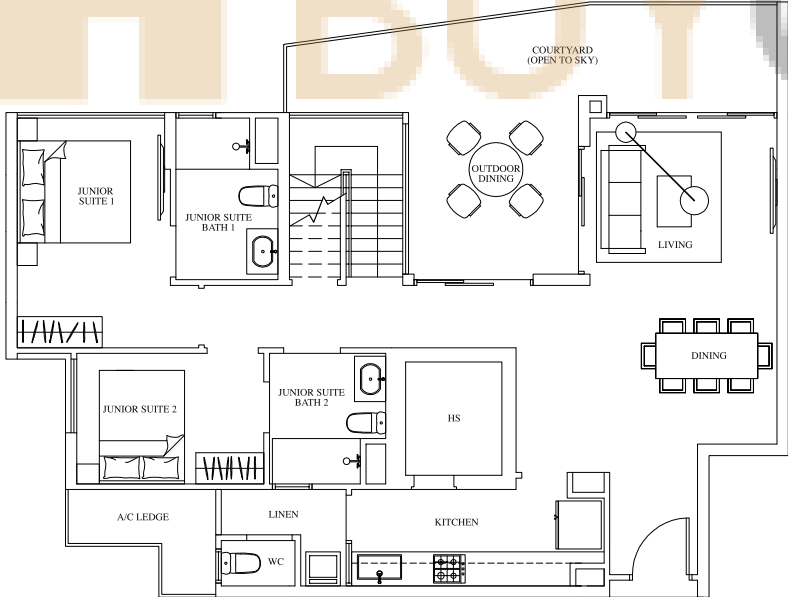 BUY
COURTYARD
(OPEN TO SKY)
OUTDOOR
DINING
JUNIOR
SUITE 1
JUNIOR SUITE
BATH 1
LIVING
DINING
JUNIOR SUITE 2
JUNIOR SUITE
BATH 2
HS
A/C LEDGE
LINEN
KITCHEN
WC